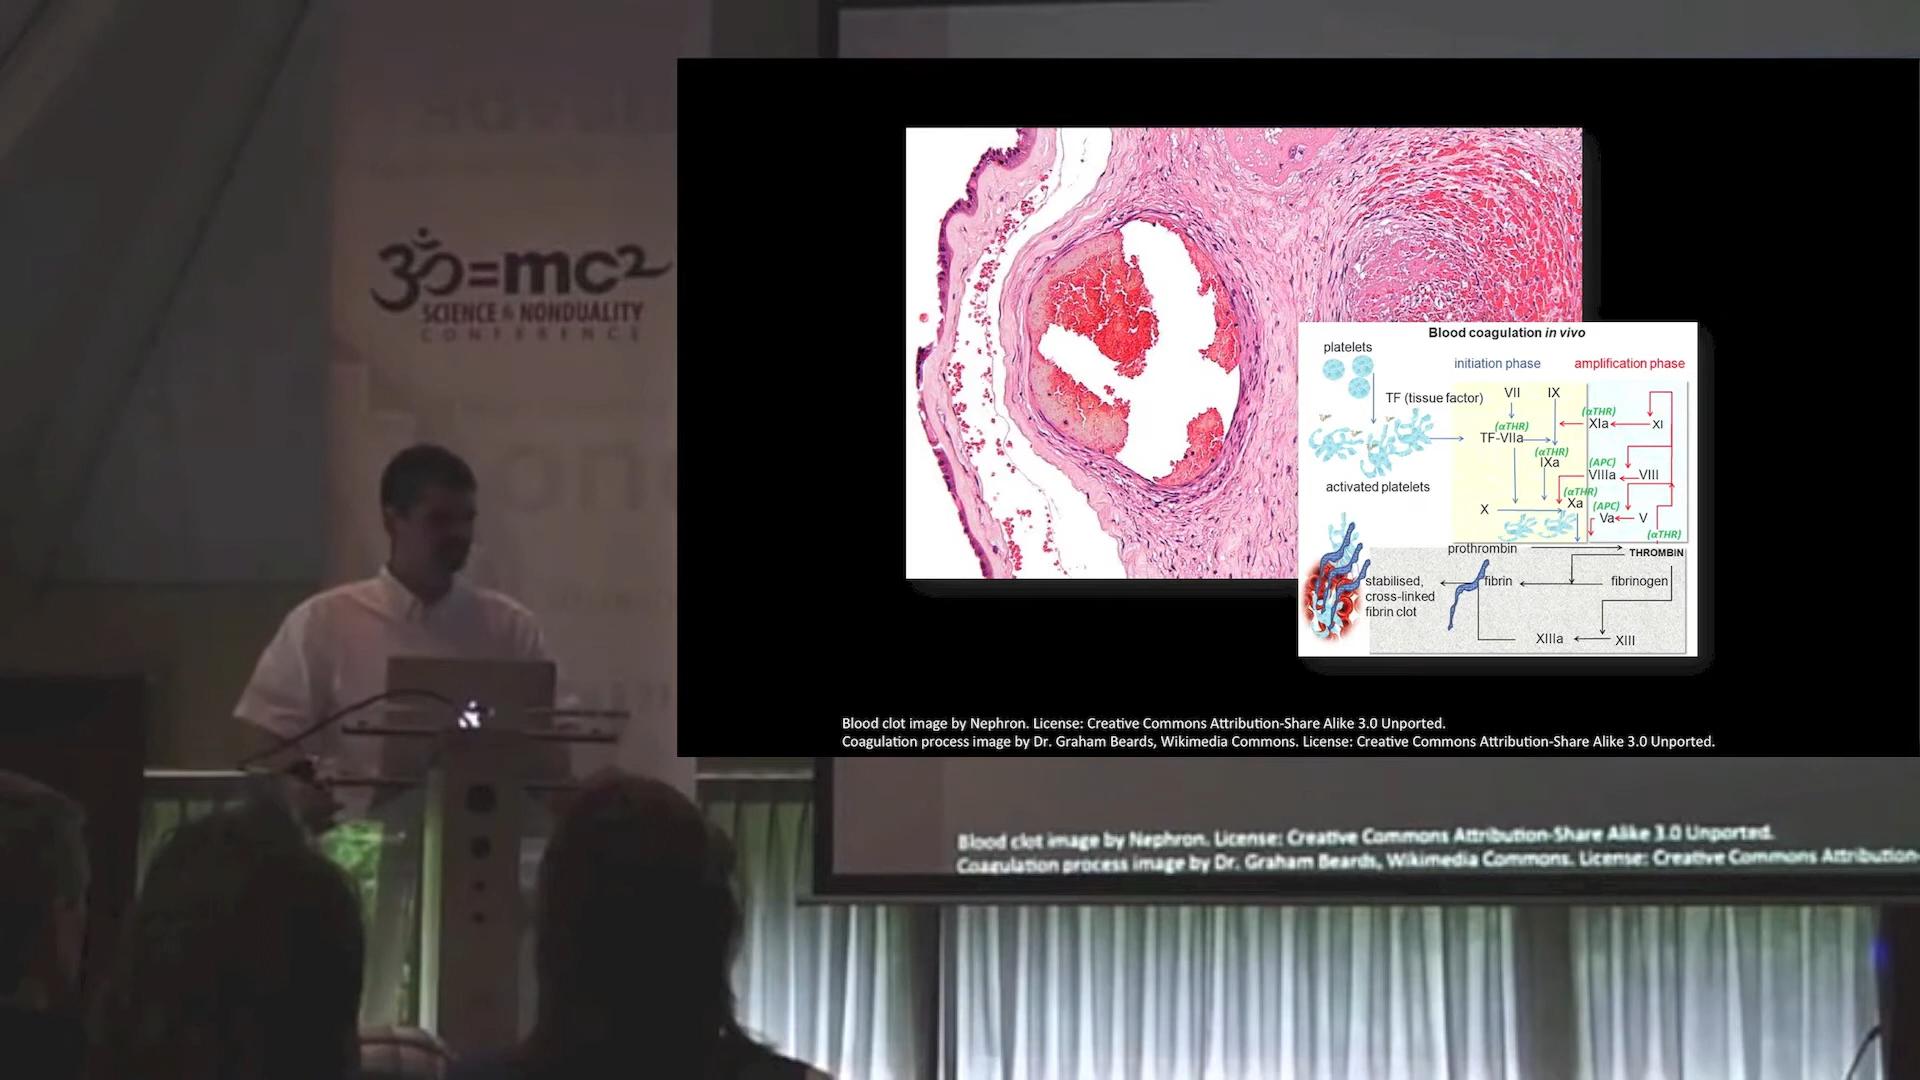 ॐ=mc2
SCIENCE & NONDUALITY
CONFERENCE
Blood coagulation in vivo
platelets
initiation phase
amplification phase
TF (tissue factor)
VII
IX
(αTHR)
XIa
XI
(αTHR)
TF-VIIa
(αTHR)
IXa
(APC)
VIIIa
VIII
activated platelets
(αTHR)
Xa
X
(APC)
Va
V
(αTHR)
prothrombin
THROMBIN
stabilised,
cross-linked
fibrin clot
fibrin
fibrinogen
XIIIa
XIII
Blood clot image by Nephron. License: Creative Commons Attribution-Share Alike 3.0 Unported.
Coagulation process image by Dr. Graham Beards, Wikimedia Commons. License: Creative Commons Attribution-Share Alike 3.0 Unported.
Blood clot image by Nephron. License: Creative Commons Attribution-Share Alike 3.0 Unported.
Coagulation process image by Dr. Graham Beards, Wikimedia Commons. License: Creative Commons Attribution-